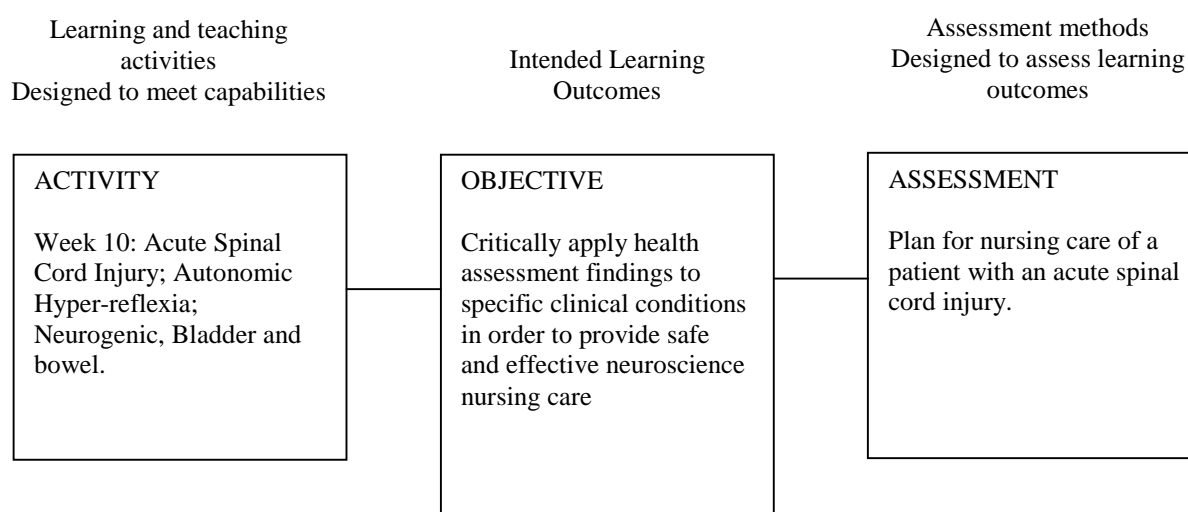 Learning and teaching
activities
Designed to meet capabilities
Intended Learning
Outcomes
Assessment methods
Designed to assess learning
outcomes
ACTIVITY
Week 10: Acute Spinal
Cord Injury; Autonomic
Hyper-reflexia;
Neurogenic, Bladder and
bowel.
OBJECTIVE
Critically apply health
assessment findings to
specific clinical conditions
in order to provide safe
and effective neuroscience
nursing care
ASSESSMENT
Plan for nursing care of a
patient with an acute spinal
cord injury.